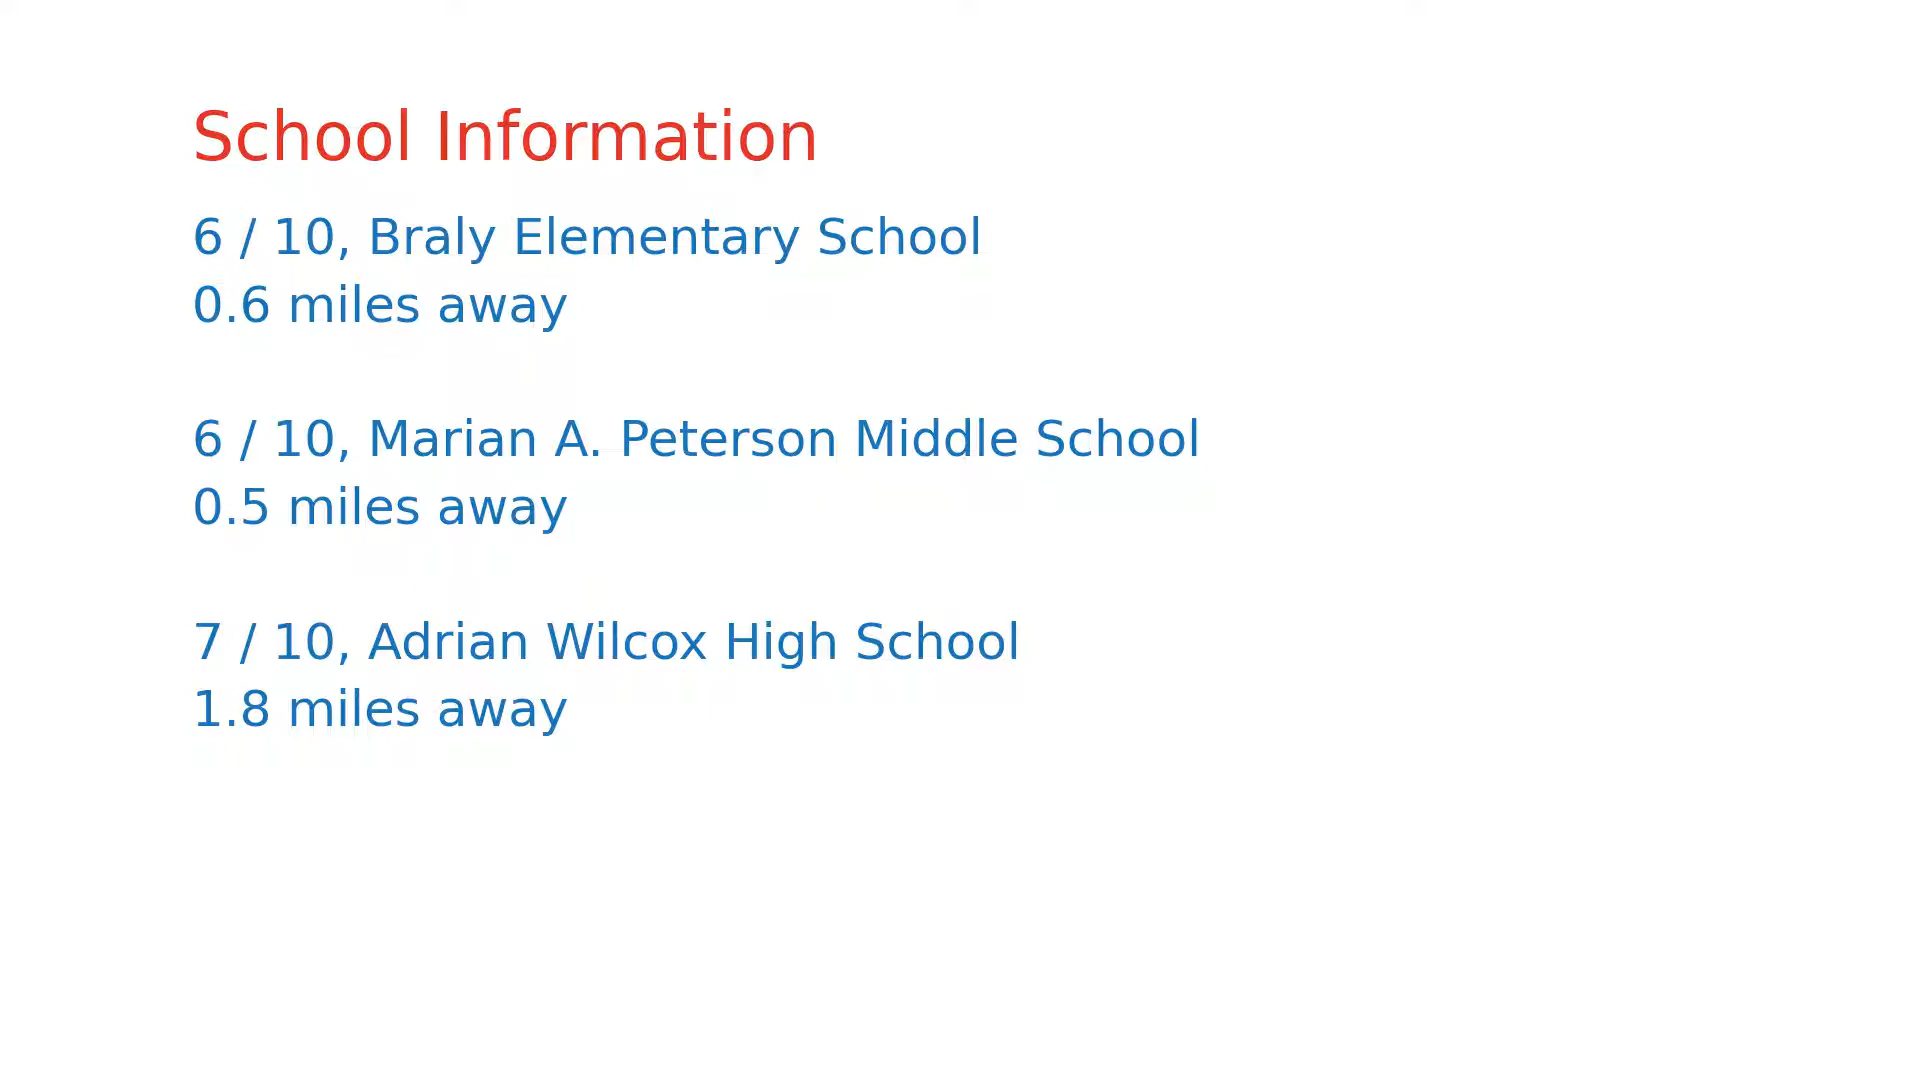 School Information
6 / 10, Braly Elementary School
0.6 miles away
6 / 10, Marian A. Peterson Middle School
0.5 miles away
7 / 10, Adrian Wilcox High School
1.8 miles away